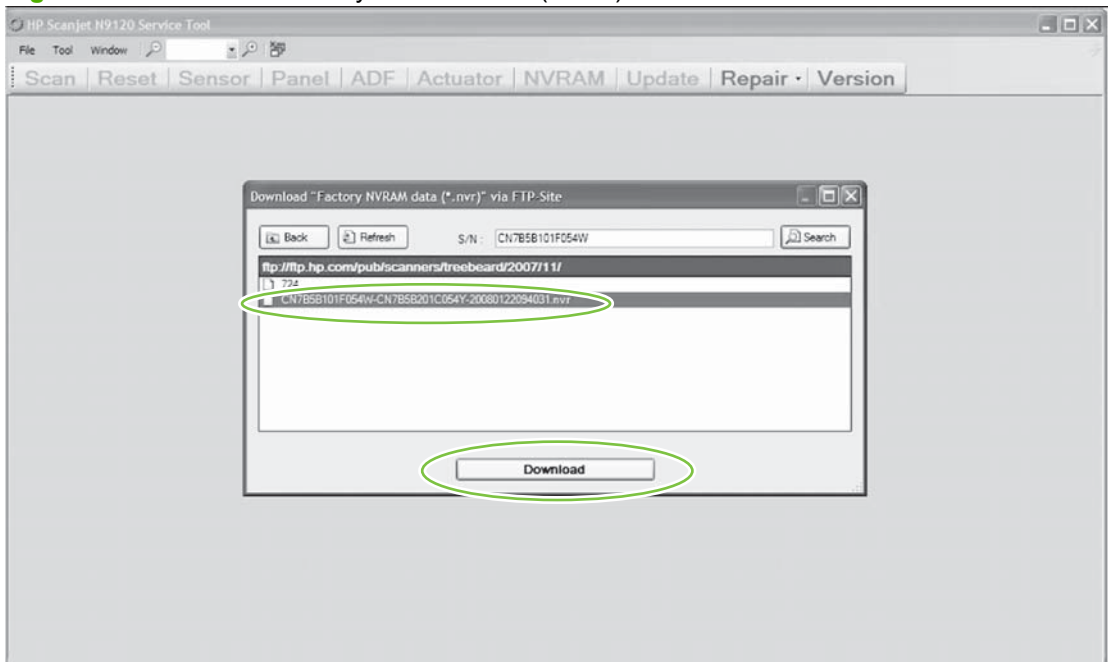 HP Scanjet N9120 Service Tool
File Tool Window
Scan Reset Sensor Panel ADF Actuator NVRAM Update Repair Version
Download "Factory NVRAM data (*.nvr)" via FTP-Site
Back Refresh S/N : CN7B5B101F054W Search
ftp://ftp.hp.com/pub/scanners/treebeard/2007/11/
724
CN7B5B101F054W-CN7B5B201C054Y-20080122094031.nvr
Download